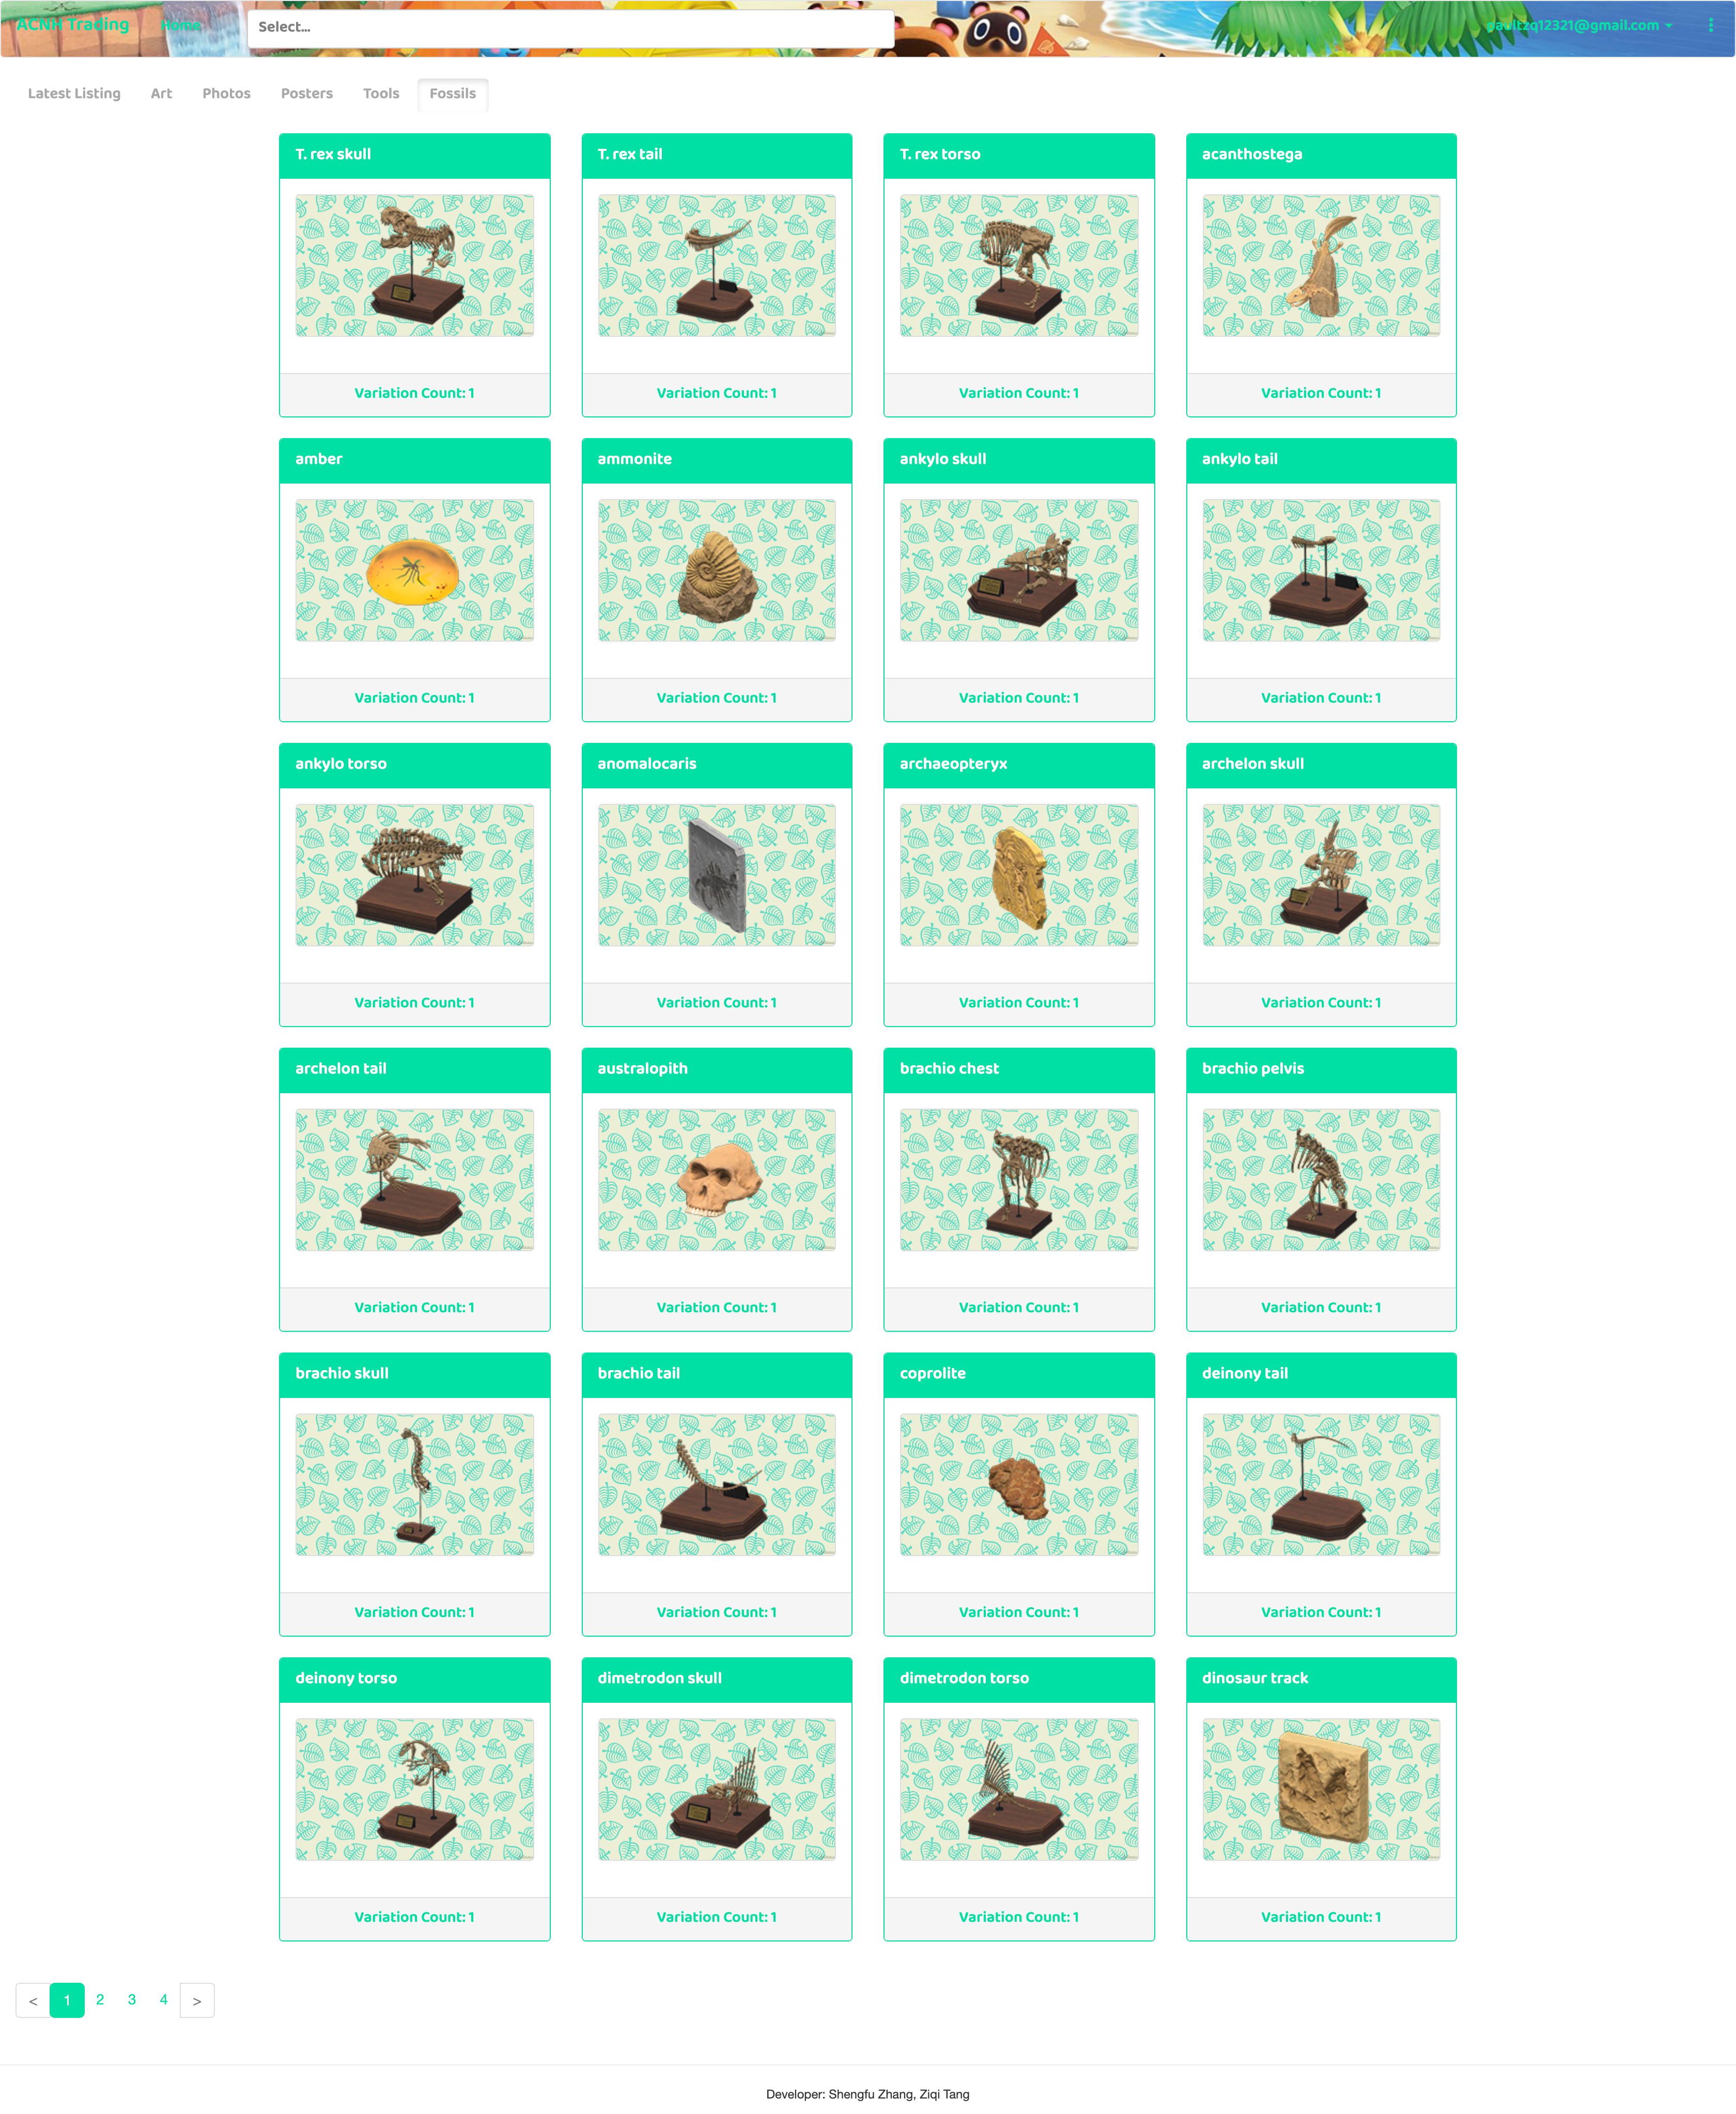 ACNH Trading Home Select... paultzq12321@gmail.com
Latest Listing Art Photos Posters Tools Fossils
T. rex skull T. rex tail T. rex torso acanthostega
Variation Count: 1 Variation Count: 1 Variation Count: 1 Variation Count: 1
amber ammonite ankylo skull ankylo tail
Variation Count: 1 Variation Count: 1 Variation Count: 1 Variation Count: 1
ankylo torso anomalocaris archaeopteryx archelon skull
Variation Count: 1 Variation Count: 1 Variation Count: 1 Variation Count: 1
archelon tail australopith brachio chest brachio pelvis
Variation Count: 1 Variation Count: 1 Variation Count: 1 Variation Count: 1
brachio skull brachio tail coprolite deinony tail
Variation Count: 1 Variation Count: 1 Variation Count: 1 Variation Count: 1
deinony torso dimetrodon skull dimetrodon torso dinosaur track
Variation Count: 1 Variation Count: 1 Variation Count: 1 Variation Count: 1
< 1 2 3 4 >
Developer: Shengfu Zhang, Ziqi Tang